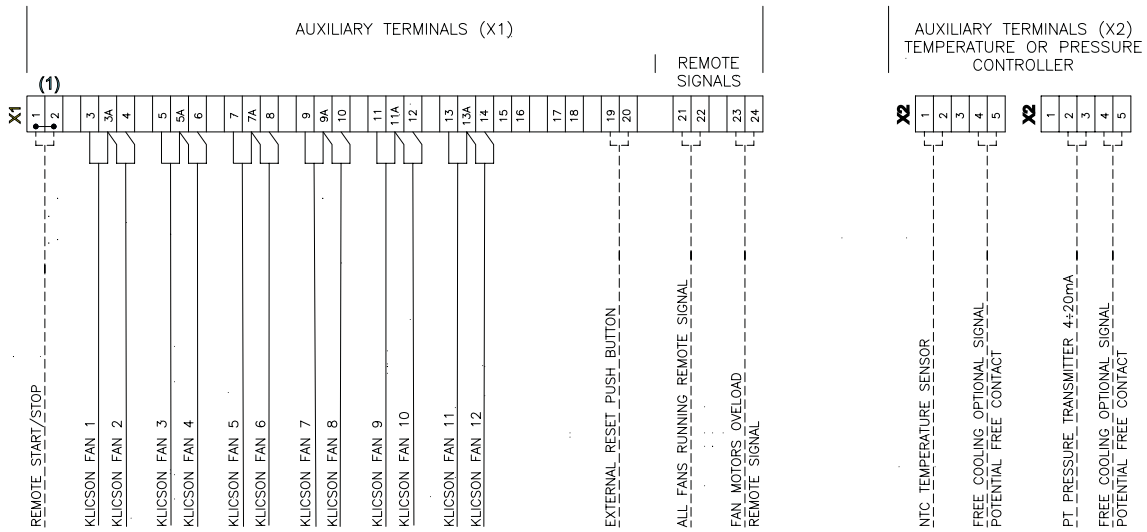 AUXILIARY TERMINALS (X1)
REMOTE
SIGNALS
(1)
X1
1
2
3
3A
4
5
5A
6
7
7A
8
9
9A
10
11
11A
12
13
13A
14
15
16
17
18
19
20
21
22
23
24
REMOTE START/STOP
KLICSON FAN 1
KLICSON FAN 2
KLICSON FAN 3
KLICSON FAN 4
KLICSON FAN 5
KLICSON FAN 6
KLICSON FAN 7
KLICSON FAN 8
KLICSON FAN 9
KLICSON FAN 10
KLICSON FAN 11
KLICSON FAN 12
EXTERNAL RESET PUSH BUTTON
ALL FANS RUNNING REMOTE SIGNAL
FAN MOTORS OVELOAD
REMOTE SIGNAL
AUXILIARY TERMINALS (X2)
TEMPERATURE OR PRESSURE
CONTROLLER
X2
1
2
3
4
5
NTC TEMPERATURE SENSOR
FREE COOLING OPTIONAL SIGNAL
POTENTIAL FREE CONTACT
X2
1
2
3
4
5
PT PRESSURE TRANSMITTER 4÷20mA
FREE COOLING OPTIONAL SIGNAL
POTENTIAL FREE CONTACT